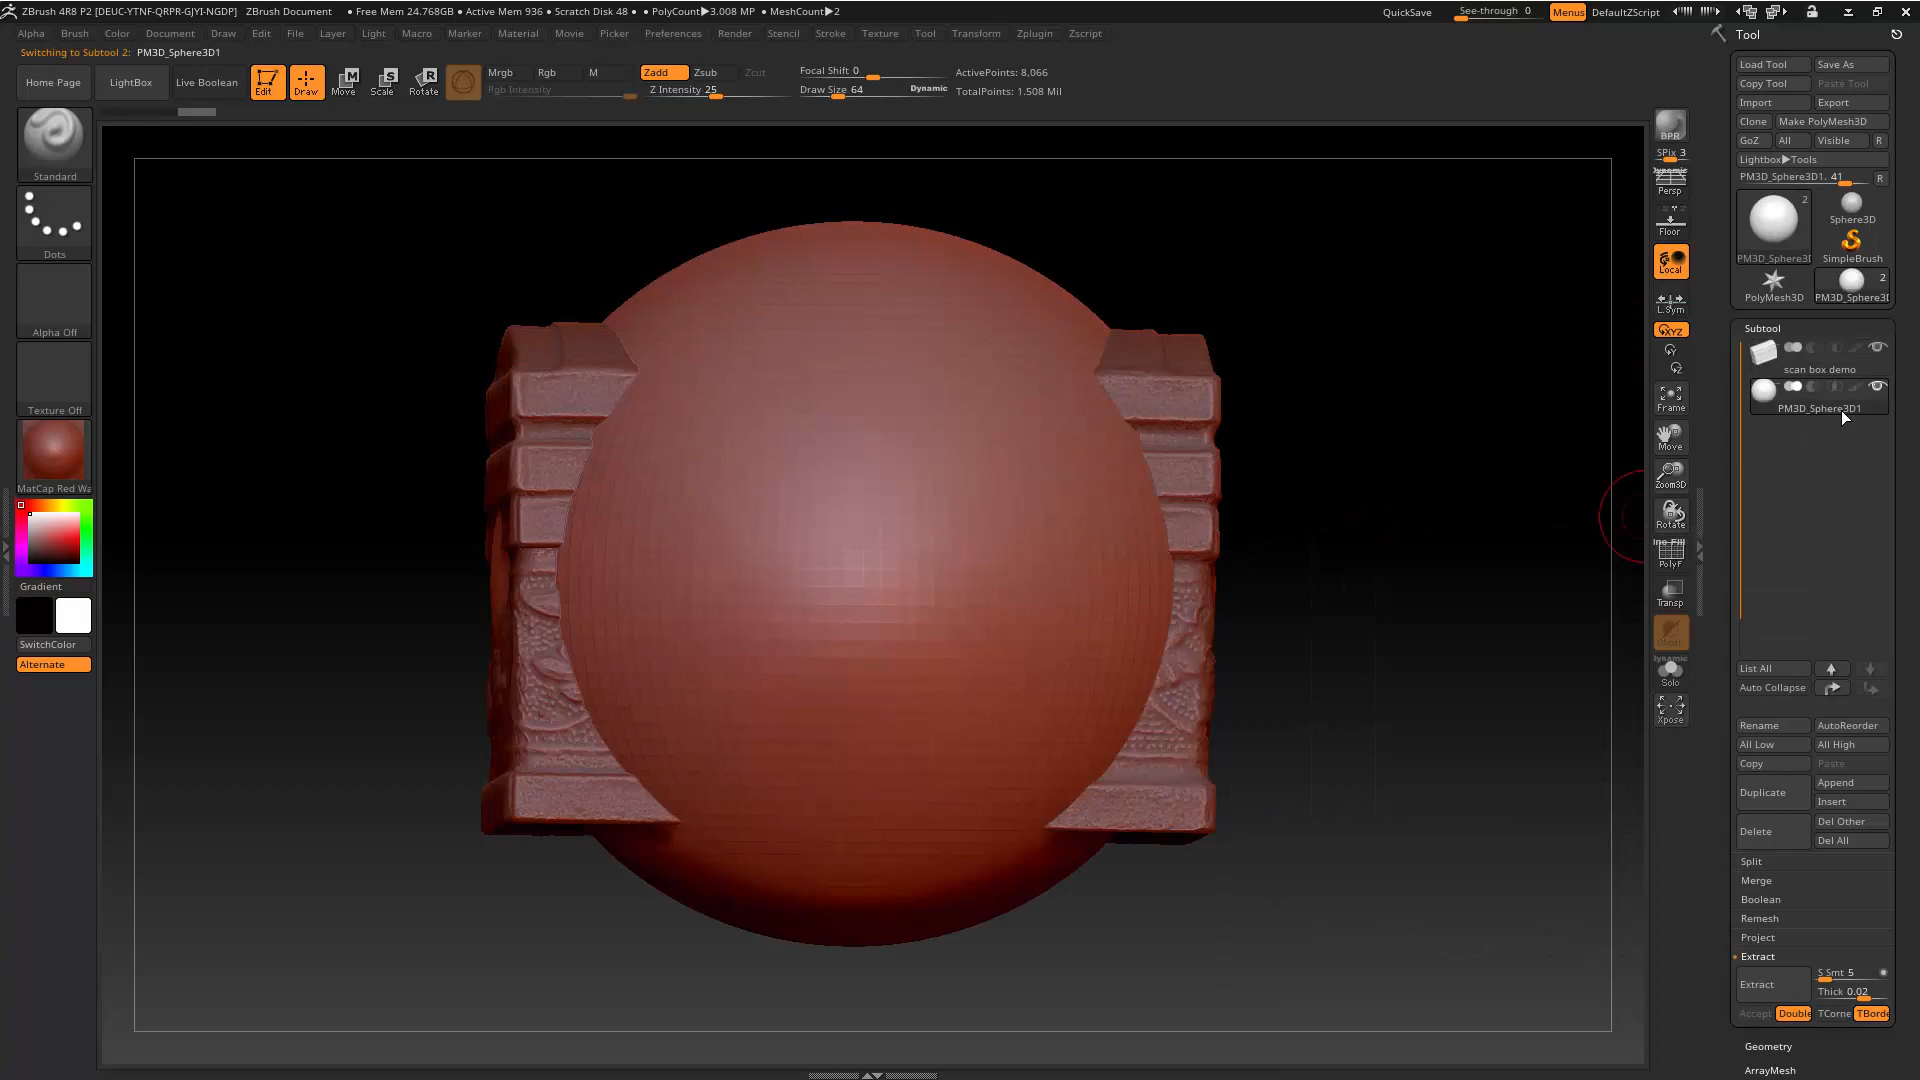 ZBrush 4R8 P2 [DEUC-YTNF-QRPR-GJYI-NGDP] ZBrush Document • Free Mem 24.768GB • Active Mem 936 • Scratch Disk 48 • • PolyCount▶3.008 MP • MeshCount▶2 QuickSave See-through 0 Menus DefaultZScript
Alpha Brush Color Document Draw Edit File Layer Light Macro Marker Material Movie Picker Preferences Render Stencil Stroke Texture Tool Transform Zplugin Zscript
Switching to Subtool 2: PM3D_Sphere3D1
Home Page LightBox Live Boolean Edit Draw Move Scale Rotate
Mrgb Rgb M Zadd Zsub Zcut Focal Shift 0 ActivePoints: 8,066
Rgb Intensity Z Intensity 25 Draw Size 64 Dynamic TotalPoints: 1.508 Mil
Standard
Dots
Alpha Off
Texture Off
MatCap Red Wa
Gradient
SwitchColor
Alternate
BPR
SPix 3
Dynamic
Persp
Floor
Local
L.Sym
XYZ
Frame
Move
Zoom3D
Rotate
PolyF
Transp
Dynamic
Solo
Xpose
Tool
Load Tool Save As
Copy Tool Paste Tool
Import Export
Clone Make PolyMesh3D
GoZ All Visible R
Lightbox▶Tools
PM3D_Sphere3D1. 41 R
2
Sphere3D
PM3D_Sphere3D SimpleBrush
2
PolyMesh3D PM3D_Sphere3D
Subtool
scan box demo
PM3D_Sphere3D1
List All
Auto Collapse
Rename AutoReorder
All Low All High
Copy Paste
Duplicate Append
Insert
Delete Del Other
Del All
Split
Merge
Boolean
Remesh
Project
Extract
Extract S Smt 5
Thick 0.02
Accept Double TCorne TBorde
Geometry
ArrayMesh